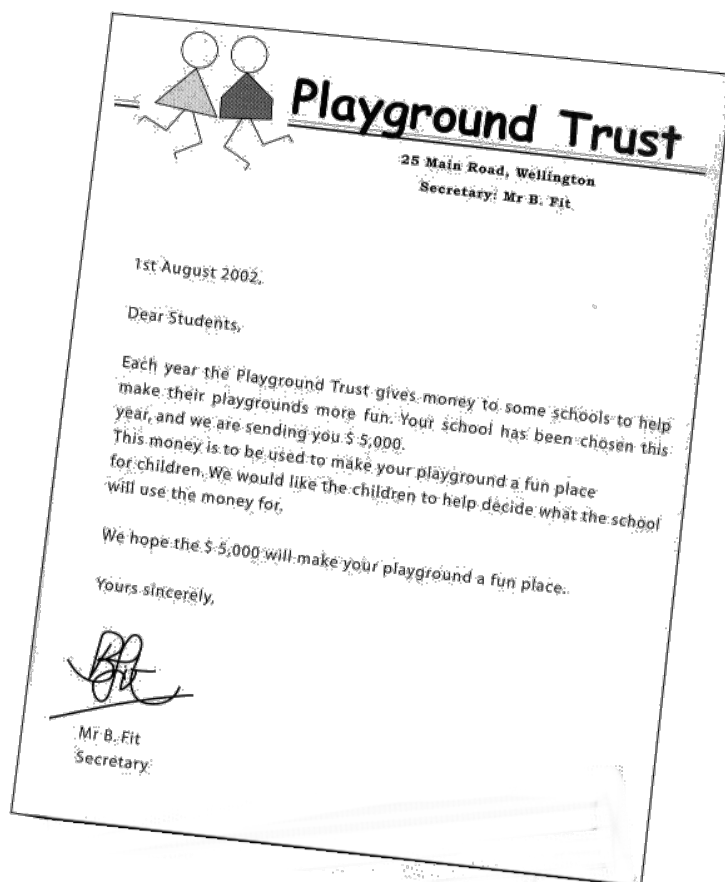 Playground Trust
25 Main Road, Wellington
Secretary: Mr B. Fit
1st August 2002,
Dear Students,
Each year the Playground Trust gives money to some schools to help
make their playgrounds more fun. Your school has been chosen this
year, and we are sending you $ 5,000.
This money is to be used to make your playground a fun place
for children. We would like the children to help decide what the school
will use the money for.
We hope the $ 5,000 will make your playground a fun place.
Yours sincerely,
B Fit
Mr B. Fit
Secretary